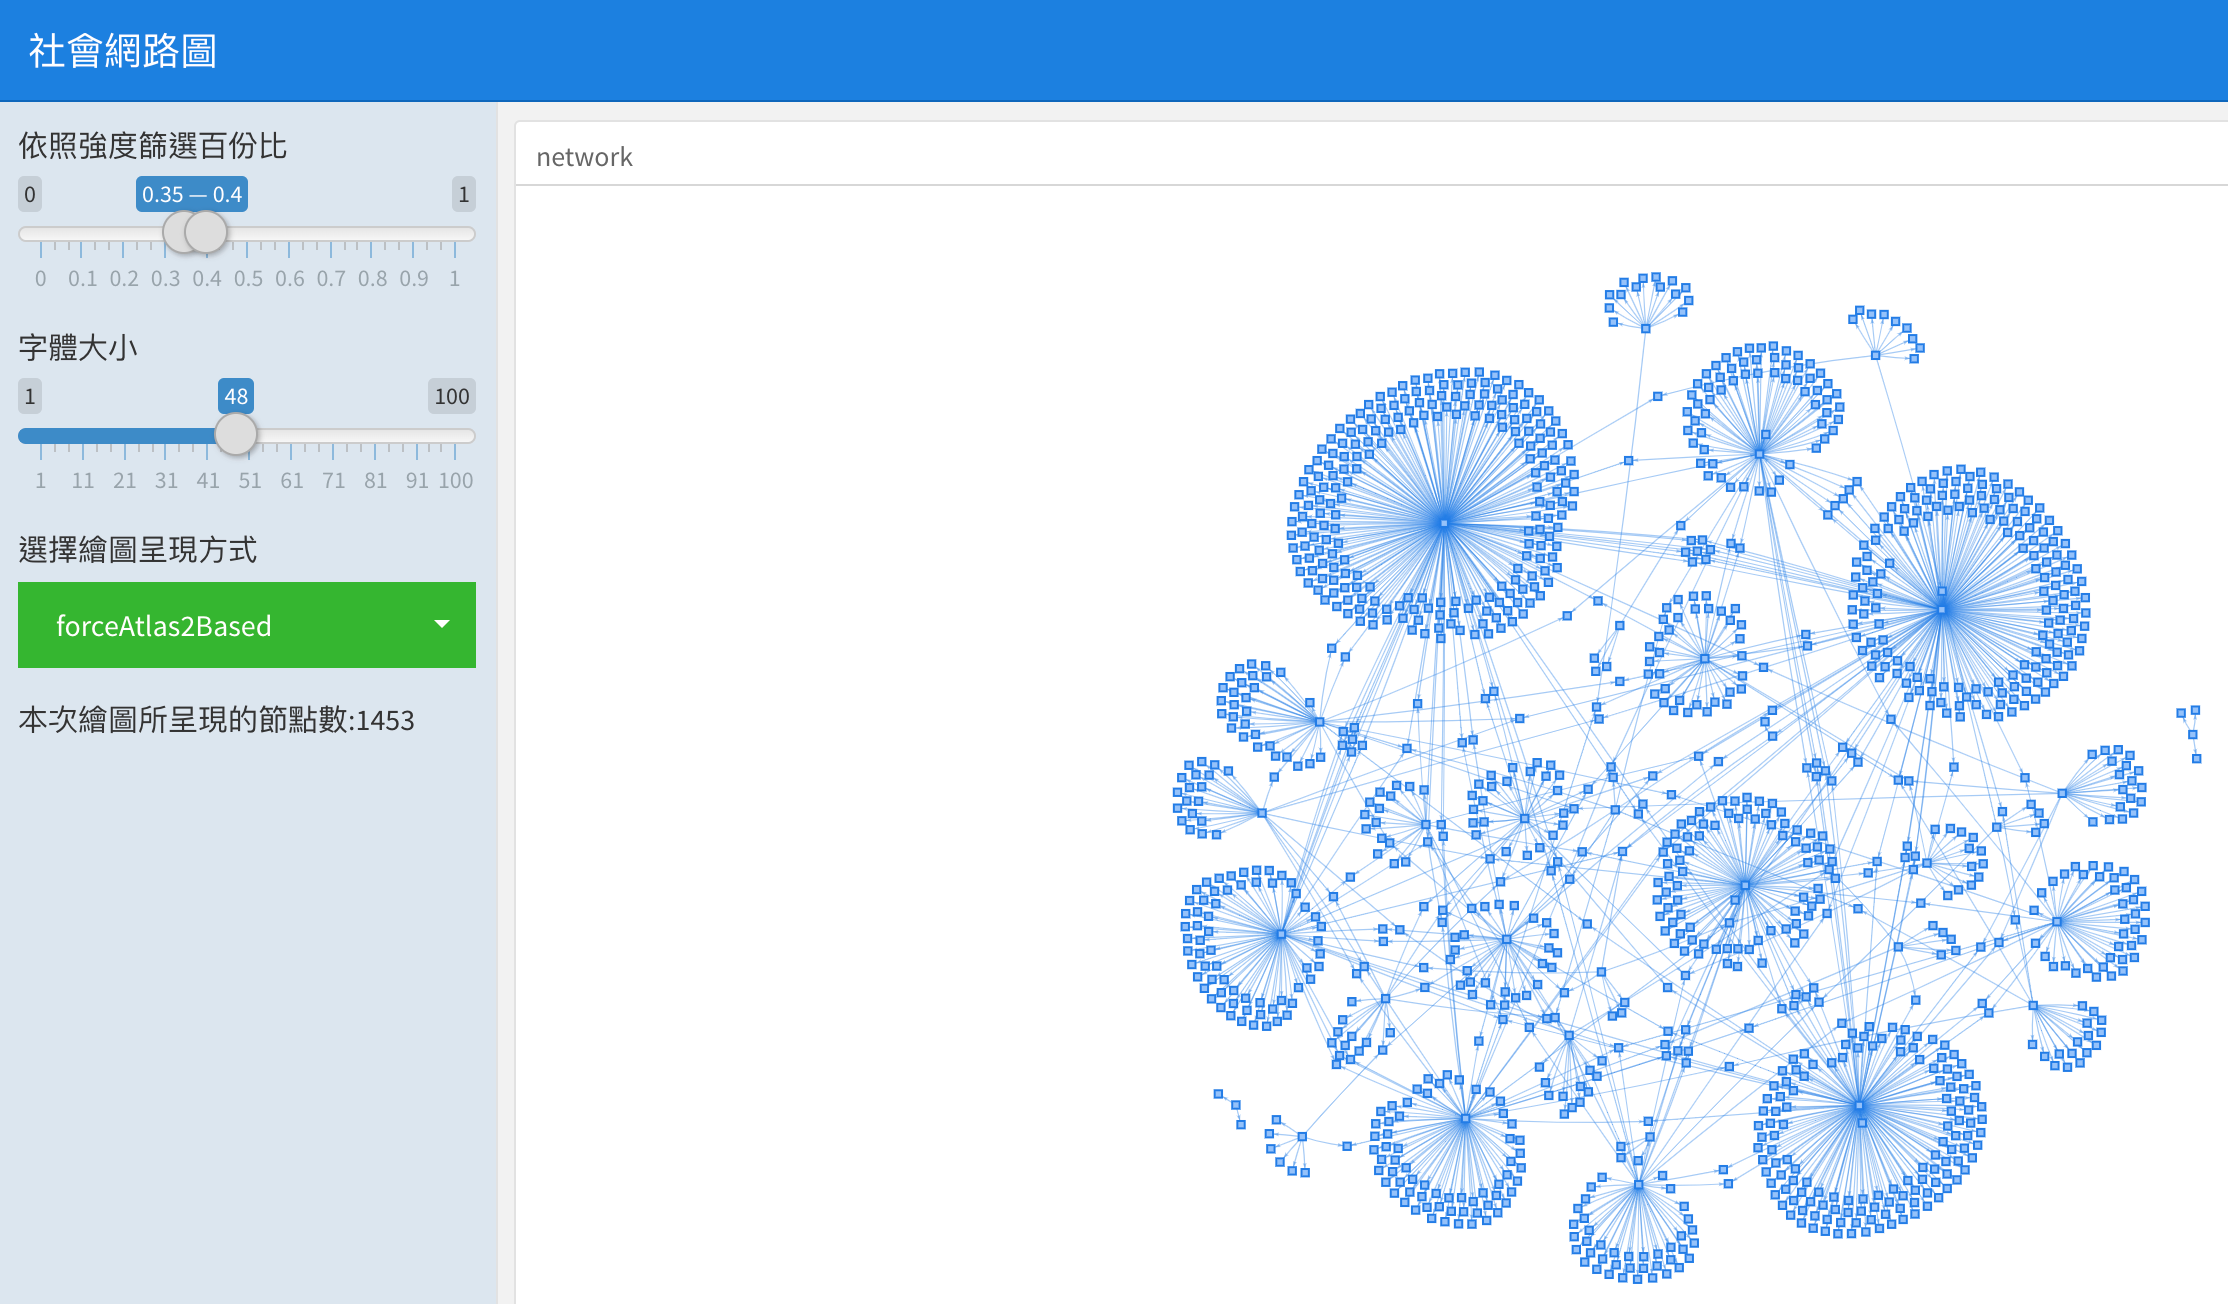 社會網路圖
依照強度篩選百份比
0 0.35 — 0.4 1
0 0.1 0.2 0.3 0.4 0.5 0.6 0.7 0.8 0.9 1
字體大小
1 48 100
1 11 21 31 41 51 61 71 81 91 100
選擇繪圖呈現方式
forceAtlas2Based
本次繪圖所呈現的節點數:1453
network